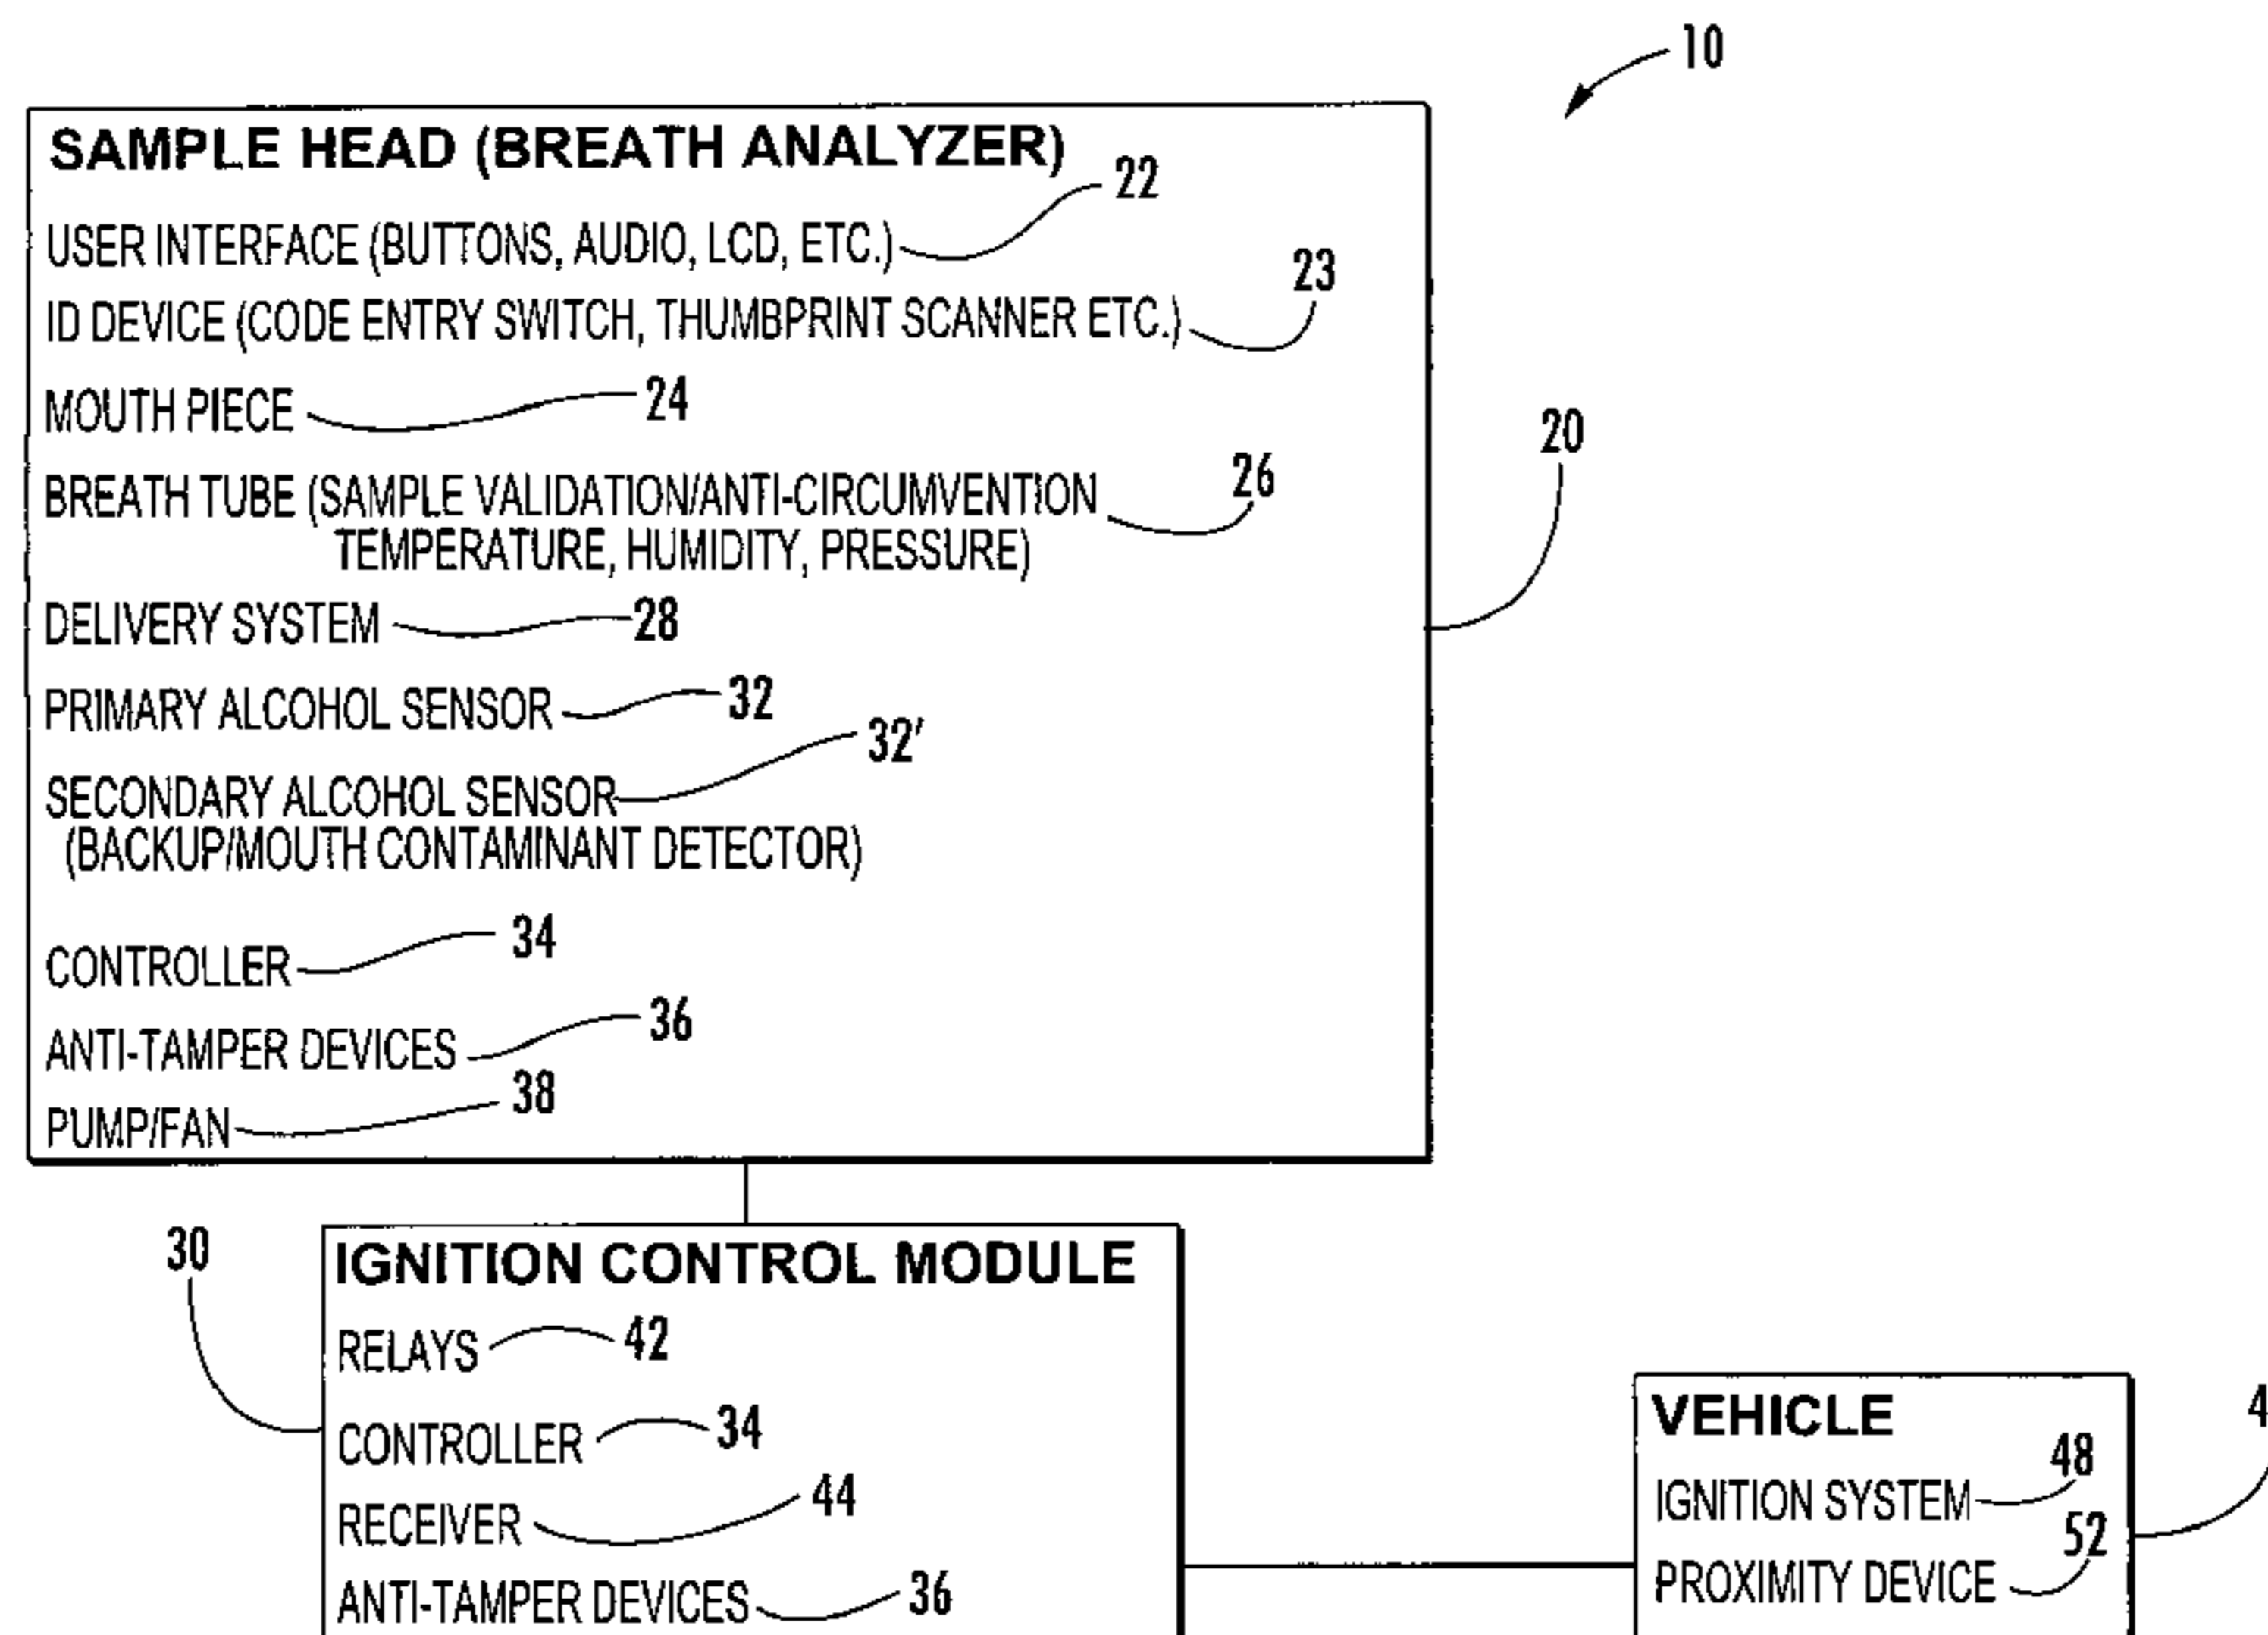 10
SAMPLE HEAD (BREATH ANALYZER)
22
USER INTERFACE (BUTTONS, AUDIO, LCD, ETC.)
23
ID DEVICE (CODE ENTRY SWITCH, THUMBPRINT SCANNER ETC.)
MOUTH PIECE 24
20
BREATH TUBE (SAMPLE VALIDATION/ANTI-CIRCUMVENTION 26
TEMPERATURE, HUMIDITY, PRESSURE)
DELIVERY SYSTEM 28
PRIMARY ALCOHOL SENSOR 32
32'
SECONDARY ALCOHOL SENSOR
(BACKUP/MOUTH CONTAMINANT DETECTOR)
CONTROLLER 34
ANTI-TAMPER DEVICES 36
PUMP/FAN 38
30
IGNITION CONTROL MODULE
RELAYS 42
CONTROLLER 34
RECEIVER 44
ANTI-TAMPER DEVICES 36
VEHICLE
IGNITION SYSTEM 48
PROXIMITY DEVICE 52